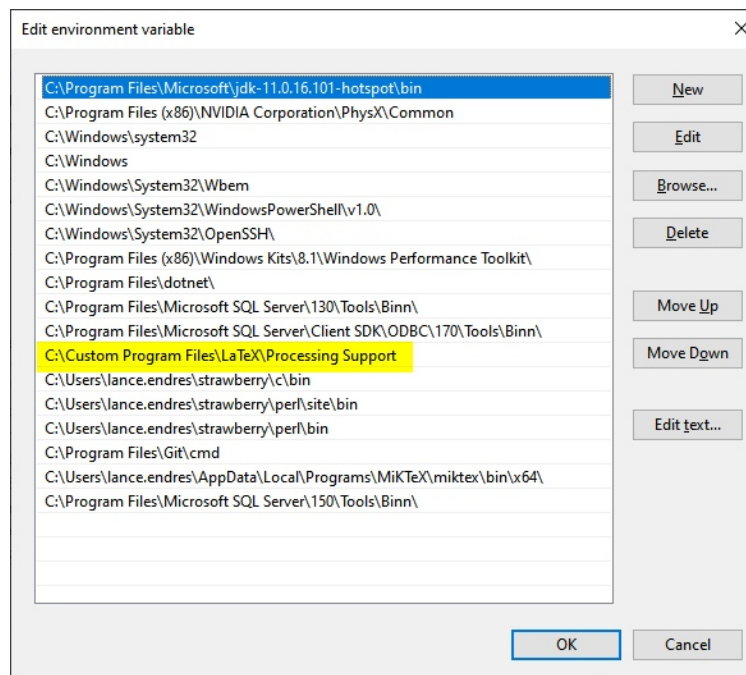 Edit environment variable
C:\Program Files\Microsoft\jdk-11.0.16.101-hotspot\bin
C:\Program Files (x86)\NVIDIA Corporation\PhysX\Common
C:\Windows\system32
C:\Windows
C:\Windows\System32\Wbem
C:\Windows\System32\WindowsPowerShell\v1.0\
C:\Windows\System32\OpenSSH\
C:\Program Files (x86)\Windows Kits\8.1\Windows Performance Toolkit\
C:\Program Files\dotnet\
C:\Program Files\Microsoft SQL Server\130\Tools\Binn\
C:\Program Files\Microsoft SQL Server\Client SDK\ODBC\170\Tools\Binn\
C:\Custom Program Files\LaTeX\Processing Support
C:\Users\lance.endres\strawberry\c\bin
C:\Users\lance.endres\strawberry\perl\site\bin
C:\Users\lance.endres\strawberry\perl\bin
C:\Program Files\Git\cmd
C:\Users\lance.endres\AppData\Local\Programs\MiKTeX\miktex\bin\x64\
C:\Program Files\Microsoft SQL Server\150\Tools\Binn\
New
Edit
Browse...
Delete
Move Up
Move Down
Edit text...
OK
Cancel